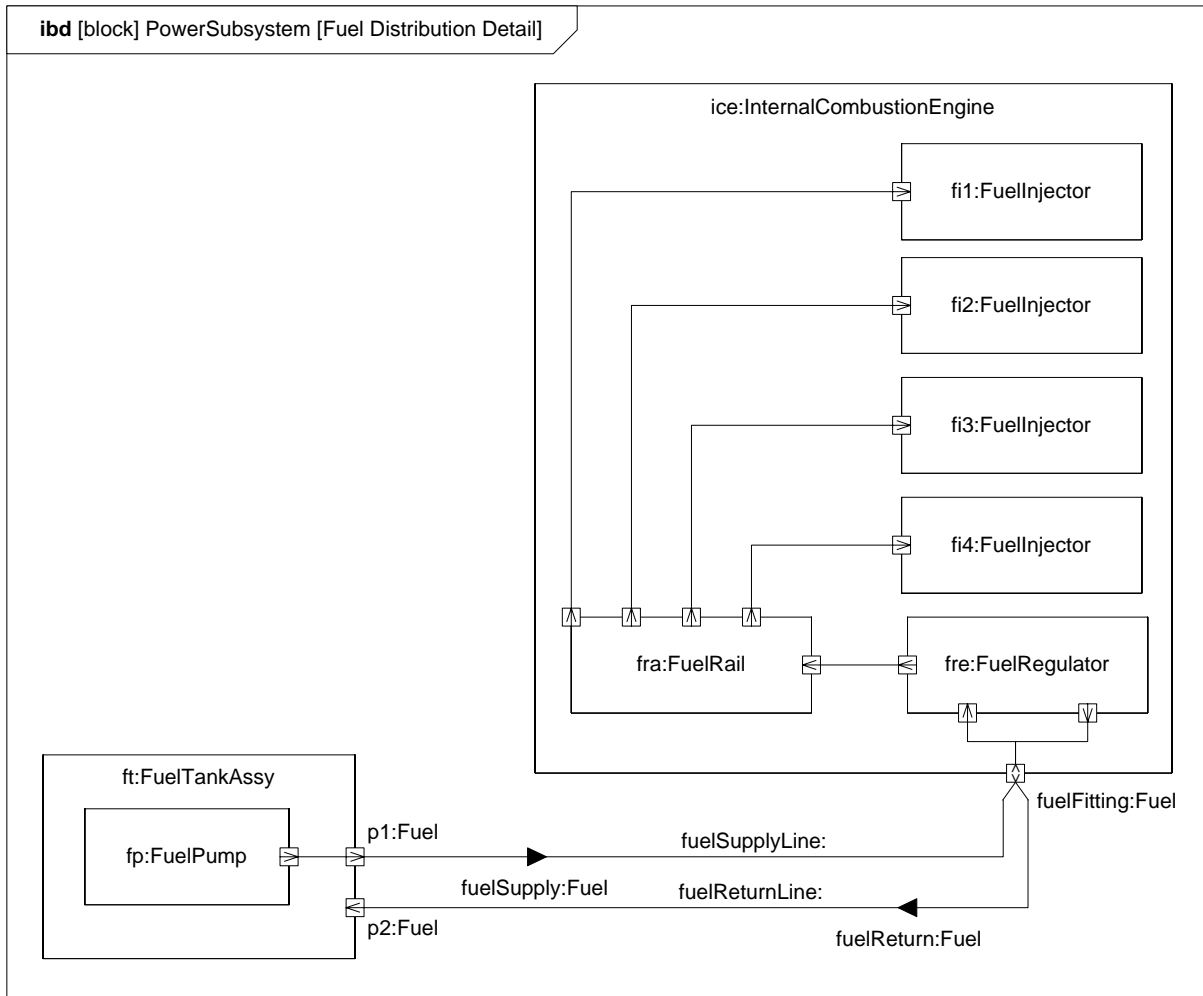 ibd [block] PowerSubsystem [Fuel Distribution Detail]
ice:InternalCombustionEngine
fi1:FuelInjector
fi2:FuelInjector
fi3:FuelInjector
fi4:FuelInjector
fra:FuelRail
fre:FuelRegulator
ft:FuelTankAssy
fuelFitting:Fuel
p1:Fuel
fuelSupplyLine:
fp:FuelPump
fuelSupply:Fuel
fuelReturnLine:
p2:Fuel
fuelReturn:Fuel